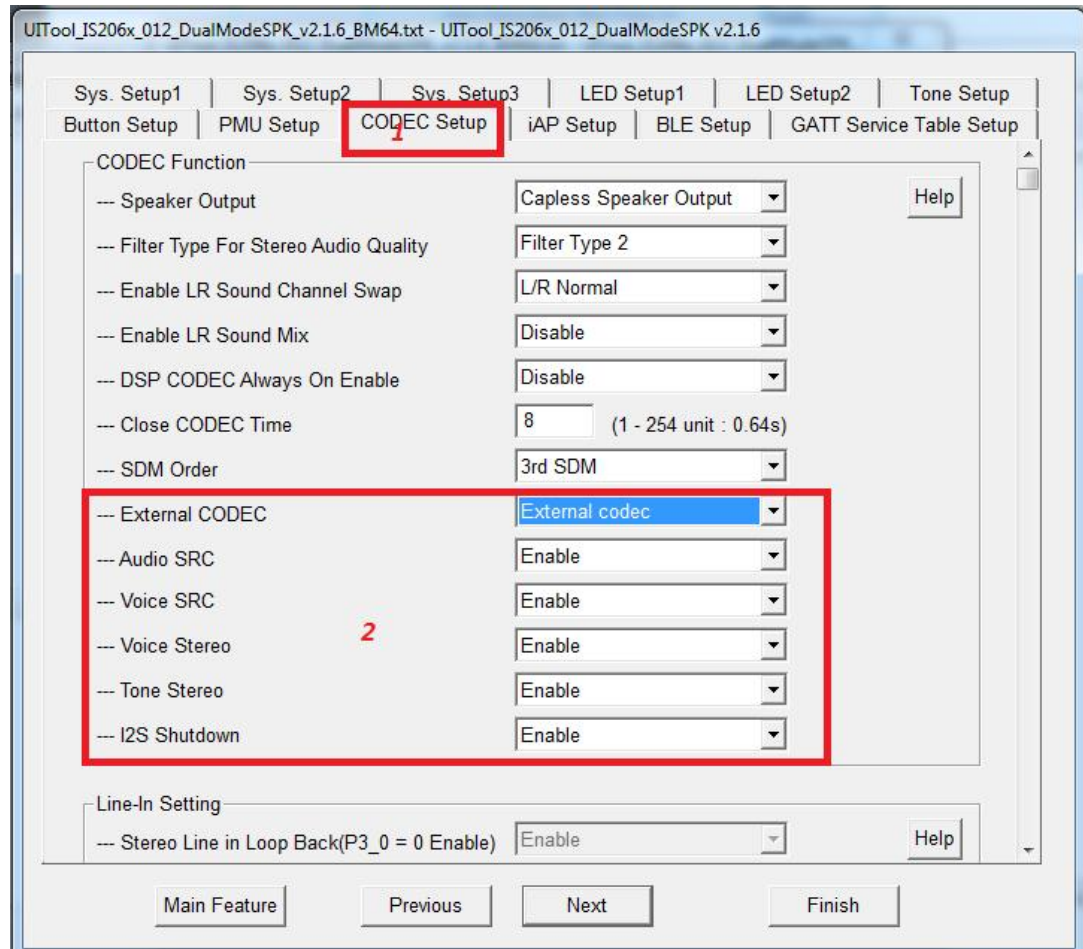 UITool_IS206x_012_DualModeSPK_v2.1.6_BM64.txt - UITool_IS206x_012_DualModeSPK v2.1.6
Sys. Setup1 Sys. Setup2 Sys. Setup3 LED Setup1 LED Setup2 Tone Setup
Button Setup PMU Setup CODEC Setup iAP Setup BLE Setup GATT Service Table Setup
1
CODEC Function
--- Speaker Output Capless Speaker Output Help
--- Filter Type For Stereo Audio Quality Filter Type 2
--- Enable LR Sound Channel Swap L/R Normal
--- Enable LR Sound Mix Disable
--- DSP CODEC Always On Enable Disable
--- Close CODEC Time 8 (1 - 254 unit : 0.64s)
--- SDM Order 3rd SDM
--- External CODEC External codec
--- Audio SRC Enable
--- Voice SRC Enable
2
--- Voice Stereo Enable
--- Tone Stereo Enable
--- I2S Shutdown Enable
Line-In Setting
--- Stereo Line in Loop Back(P3_0 = 0 Enable) Enable Help
Main Feature Previous Next Finish